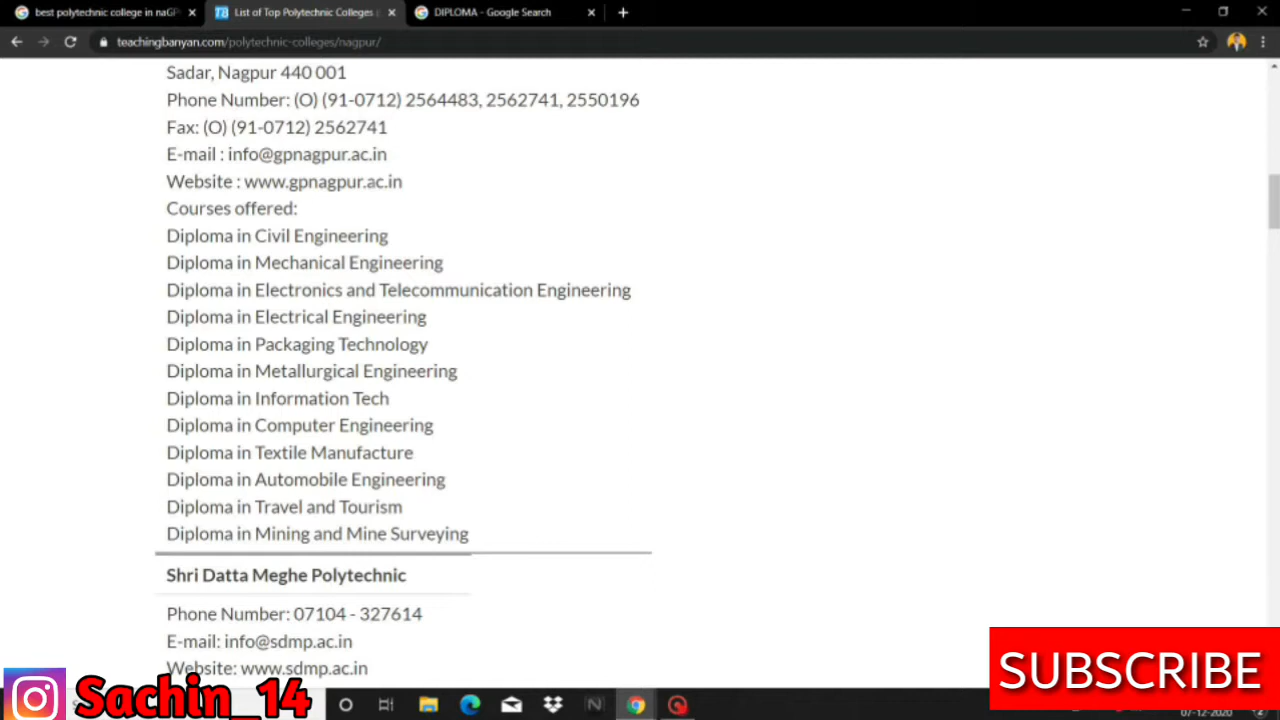 best polytechnic college in naGP
List of Top Polytechnic Colleges
DIPLOMA - Google Search
teachingbanyan.com/polytechnic-colleges/nagpur/
Sadar, Nagpur 440 001
Phone Number: (O) (91-0712) 2564483, 2562741, 2550196
Fax: (O) (91-0712) 2562741
E-mail : info@gpnagpur.ac.in
Website : www.gpnagpur.ac.in
Courses offered:
Diploma in Civil Engineering
Diploma in Mechanical Engineering
Diploma in Electronics and Telecommunication Engineering
Diploma in Electrical Engineering
Diploma in Packaging Technology
Diploma in Metallurgical Engineering
Diploma in Information Tech
Diploma in Computer Engineering
Diploma in Textile Manufacture
Diploma in Automobile Engineering
Diploma in Travel and Tourism
Diploma in Mining and Mine Surveying
Shri Datta Meghe Polytechnic
Phone Number: 07104 - 327614
E-mail: info@sdmp.ac.in
Website: www.sdmp.ac.in
SUBSCRIBE
Sachin_14
07-12-2020